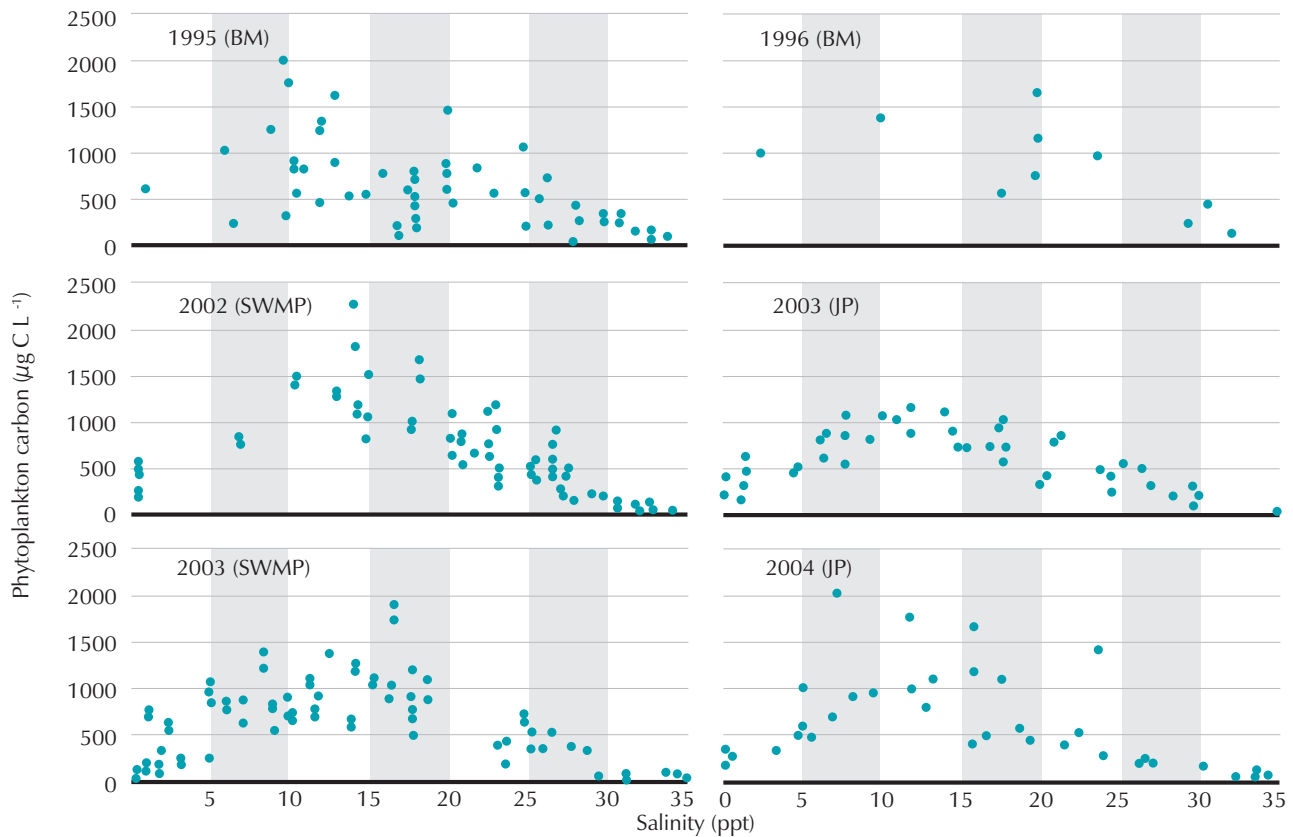 2500
2000
1500
1000
500
0
1995 (BM)
1996 (BM)
2500
2000
1500
1000
500
0
2002 (SWMP)
2003 (JP)
2500
2000
1500
1000
500
0
2003 (SWMP)
2004 (JP)
5 10 15 20 25 30 35
0 5 10 15 20 25 30 35
Salinity (ppt)
Phytoplankton carbon (µg C L -1)